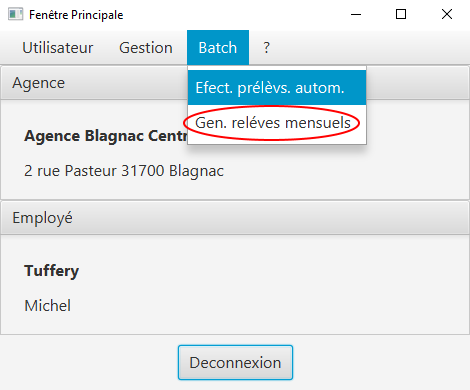 Fenêtre Principale
Utilisateur Gestion Batch ?
Agence
Efect. prélèvs. autom.
Gen. reléves mensuels
Agence Blagnac Centr
2 rue Pasteur 31700 Blagnac
Employé
Tuffery
Michel
Deconnexion